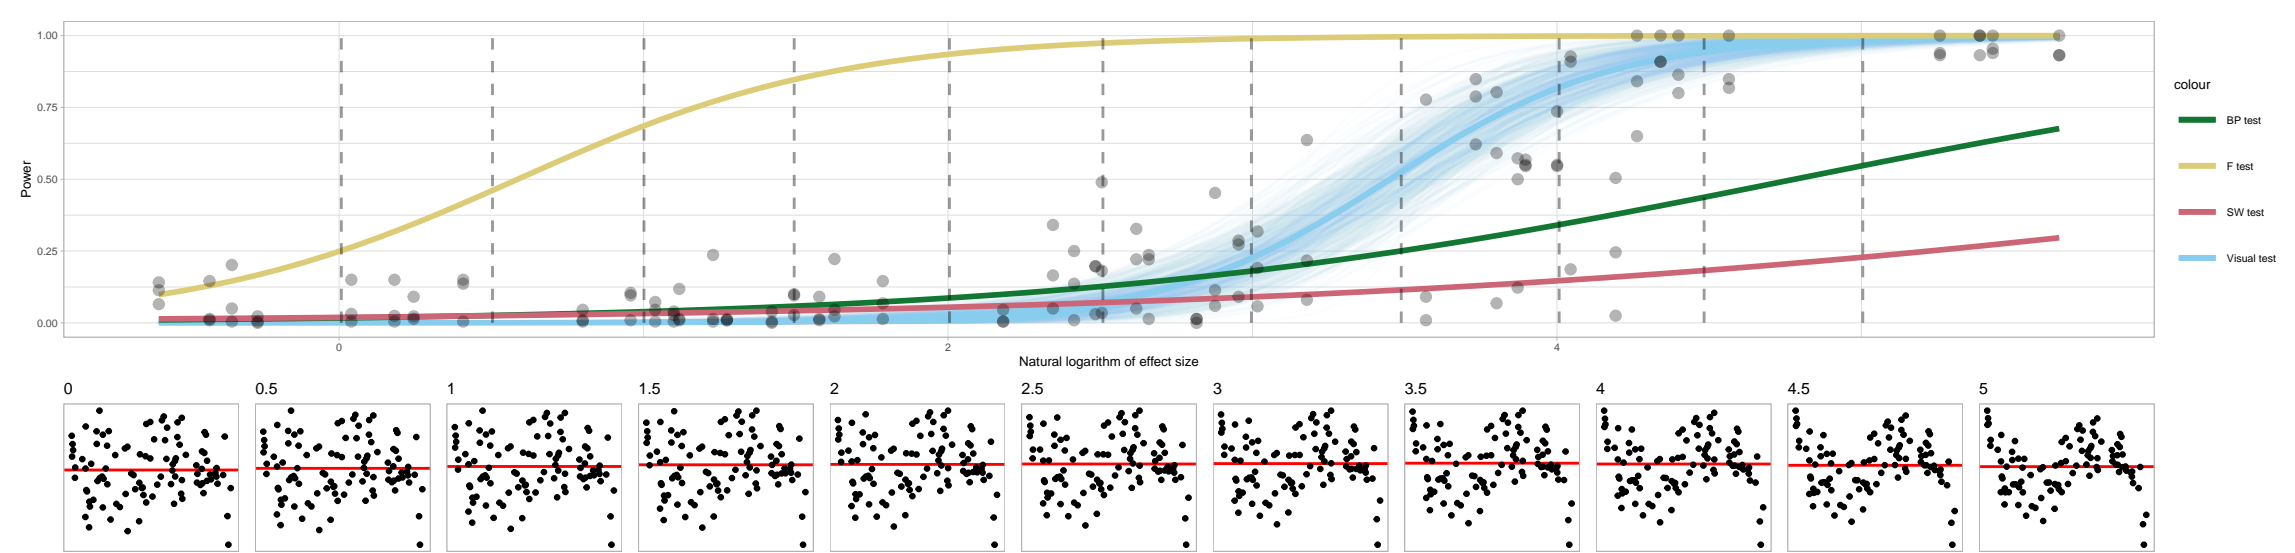 1.00
0.75
0.50
0.25
0.00
Power
0 2 4
Natural logarithm of effect size
colour
BP test
F test
SW test
Visual test
0 0.5 1 1.5 2 2.5 3 3.5 4 4.5 5